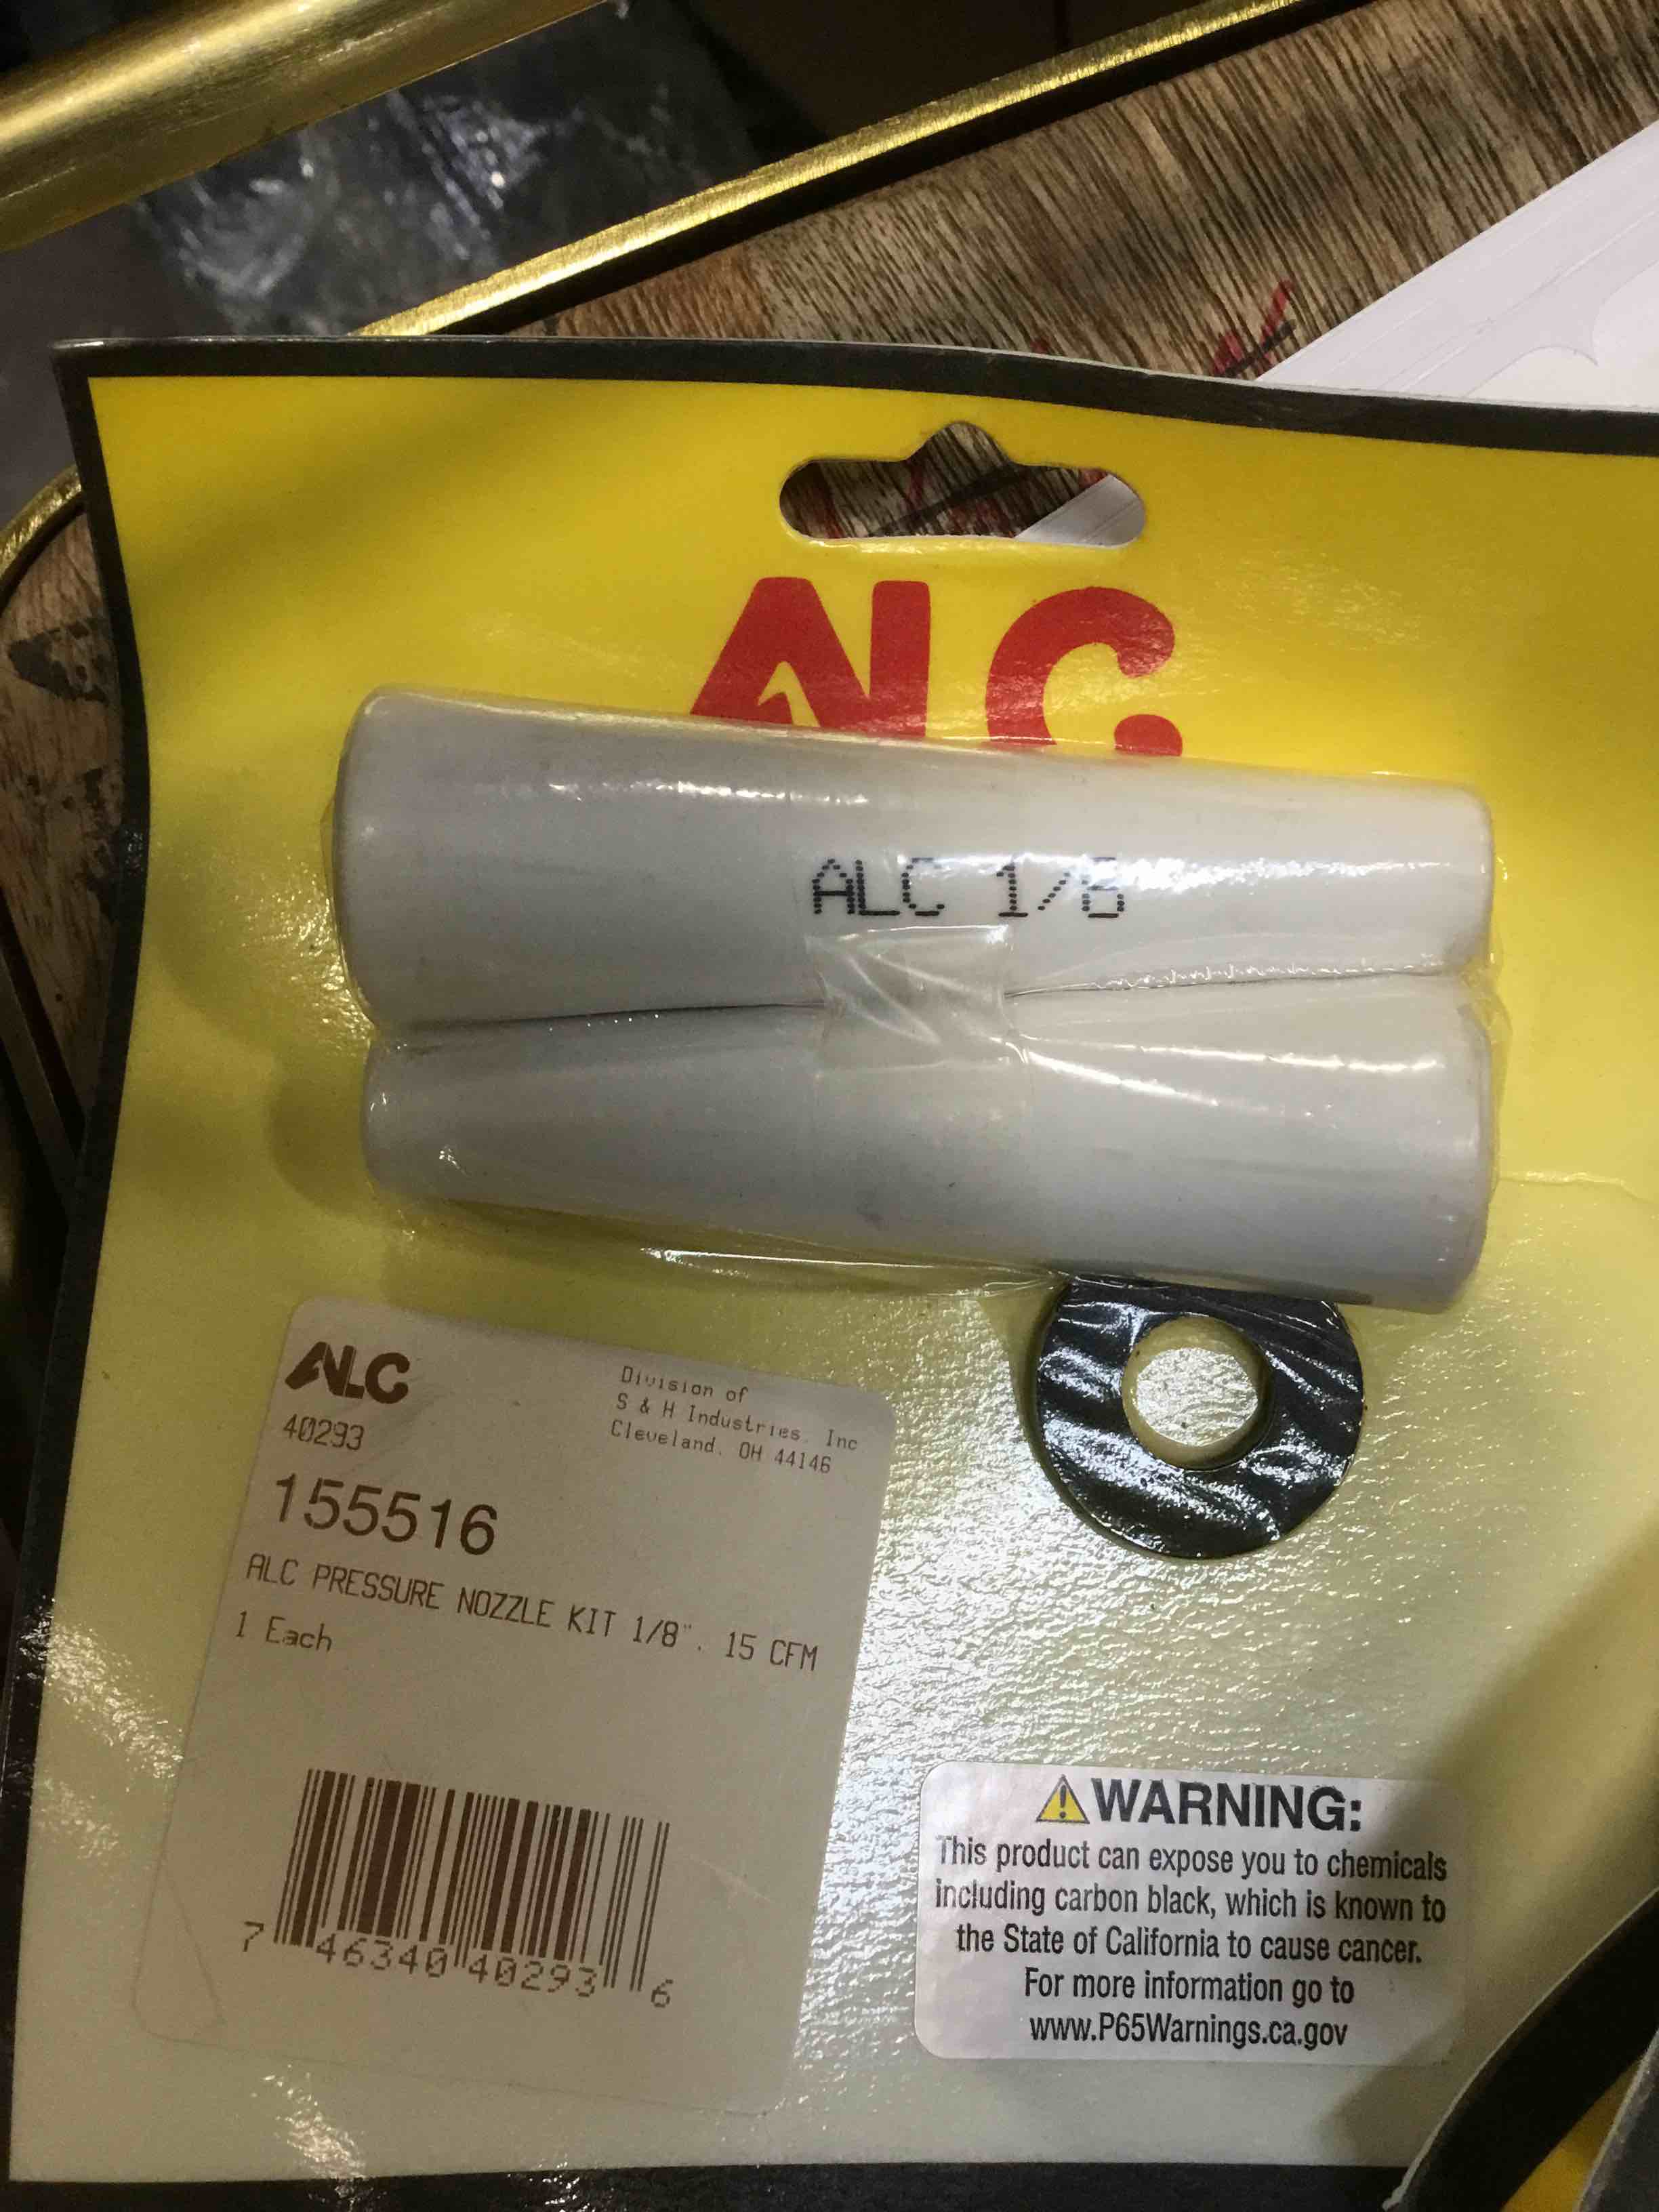 ALC
ALC 1/8
ALC
40293
Division of
S & H Industries, Inc
Cleveland, OH 44146
155516
ALC PRESSURE NOZZLE KIT 1/8", 15 CFM
1 Each
7 46340 40293 6
WARNING:
This product can expose you to chemicals
including carbon black, which is known to
the State of California to cause cancer.
For more information go to
www.P65Warnings.ca.gov